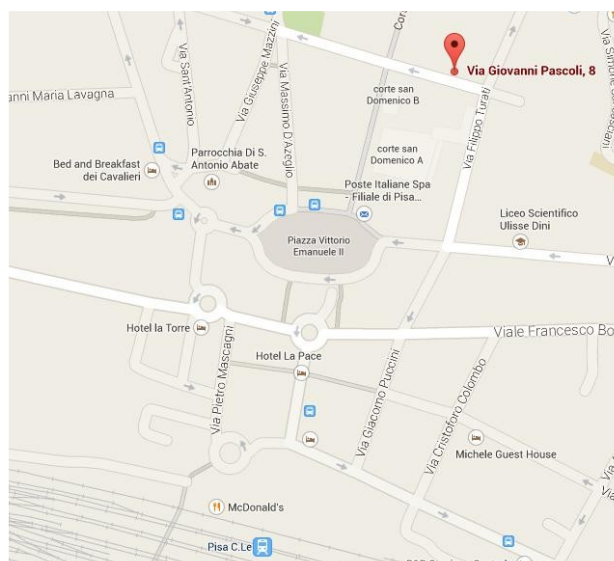 Via Giovanni Pascoli, 8
Via Sant'Antonio
Via Giuseppe Mazzini
Via Massimo D'Azeglio
Via Filippo Turati
anni Maria Lavagna
corte san
Domenico B
corte san
Domenico A
Bed and Breakfast
dei Cavalieri
Parrocchia Di S.
Antonio Abate
Poste Italiane Spa
- Filiale di Pisa...
Liceo Scientifico
Ulisse Dini
Piazza Vittorio
Emanuele II
Hotel la Torre
Viale Francesco Bo
Hotel La Pace
Via Pietro Mascagni
Via Giacomo Puccini
Via Cristoforo Colombo
Michele Guest House
McDonald's
Pisa C.Le